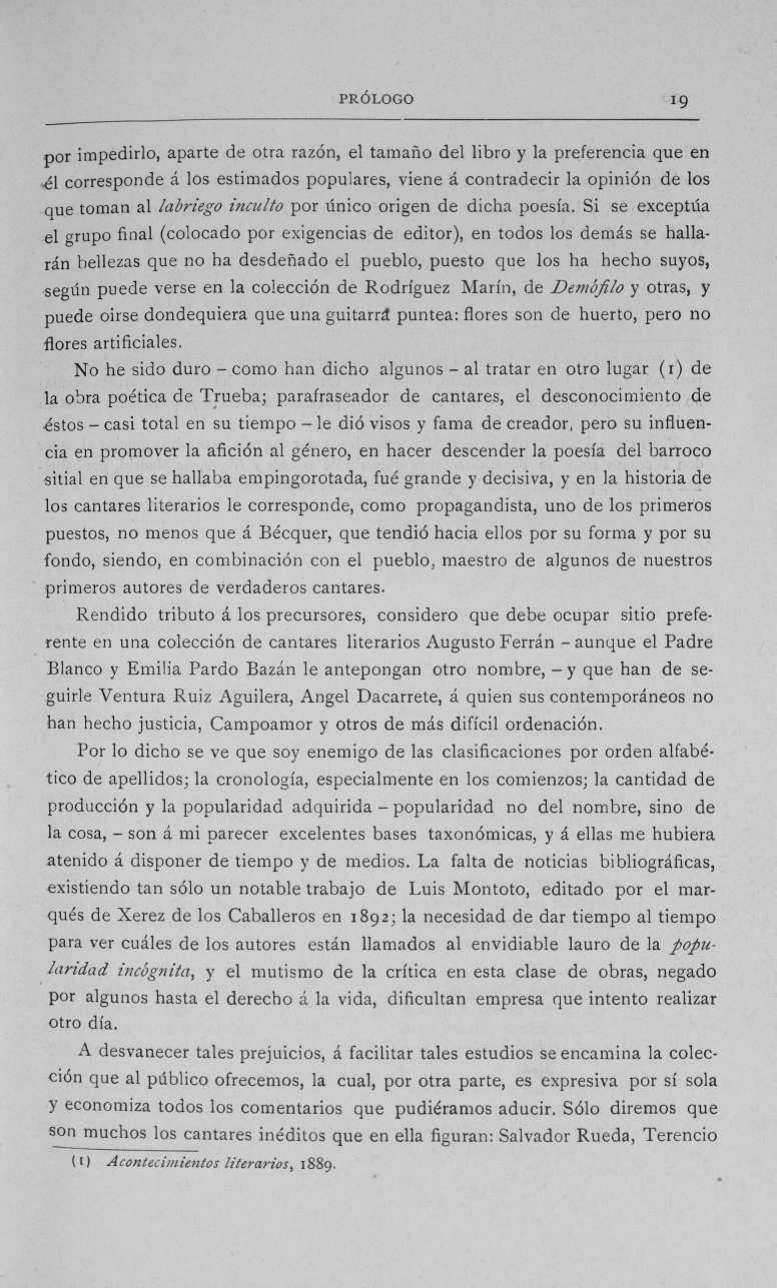 PRÓLOGO 19
por impedirlo, aparte de otra razón, el tamaño del libro y la preferencia que en
él corresponde á los estimados populares, viene á contradecir la opinión de los
que toman al labriego inculto por único origen de dicha poesía. Si se exceptúa
el grupo final (colocado por exigencias de editor), en todos los demás se halla-
rán bellezas que no ha desdeñado el pueblo, puesto que los ha hecho suyos,
según puede verse en la colección de Rodríguez Marín, de Demófilo y otras, y
puede oirse dondequiera que una guitarra puntea: flores son de huerto, pero no
flores artificiales.
No he sido duro – como han dicho algunos – al tratar en otro lugar (1) de
la obra poética de Trueba; parafraseador de cantares, el desconocimiento de
éstos – casi total en su tiempo – le dió visos y fama de creador, pero su influen-
cia en promover la afición al género, en hacer descender la poesía del barroco
sitial en que se hallaba empingorotada, fué grande y decisiva, y en la historia de
los cantares literarios le corresponde, como propagandista, uno de los primeros
puestos, no menos que á Bécquer, que tendió hacia ellos por su forma y por su
fondo, siendo, en combinación con el pueblo, maestro de algunos de nuestros
primeros autores de verdaderos cantares.
Rendido tributo á los precursores, considero que debe ocupar sitio prefe-
rente en una colección de cantares literarios Augusto Ferrán – aunque el Padre
Blanco y Emilia Pardo Bazán le antepongan otro nombre, – y que han de se-
guirle Ventura Ruiz Aguilera, Angel Dacarrete, á quien sus contemporáneos no
han hecho justicia, Campoamor y otros de más difícil ordenación.
Por lo dicho se ve que soy enemigo de las clasificaciones por orden alfabé-
tico de apellidos; la cronología, especialmente en los comienzos; la cantidad de
producción y la popularidad adquirida – popularidad no del nombre, sino de
la cosa, – son á mi parecer excelentes bases taxonómicas, y á ellas me hubiera
atenido á disponer de tiempo y de medios. La falta de noticias bibliográficas,
existiendo tan sólo un notable trabajo de Luis Montoto, editado por el mar-
qués de Xerez de los Caballeros en 1892; la necesidad de dar tiempo al tiempo
para ver cuáles de los autores están llamados al envidiable lauro de la popu-
laridad incógnita, y el mutismo de la crítica en esta clase de obras, negado
por algunos hasta el derecho á la vida, dificultan empresa que intento realizar
otro día.
A desvanecer tales prejuicios, á facilitar tales estudios se encamina la colec-
ción que al público ofrecemos, la cual, por otra parte, es expresiva por sí sola
y economiza todos los comentarios que pudiéramos aducir. Sólo diremos que
son muchos los cantares inéditos que en ella figuran: Salvador Rueda, Terencio
(1) Acontecimientos literarios, 1889.